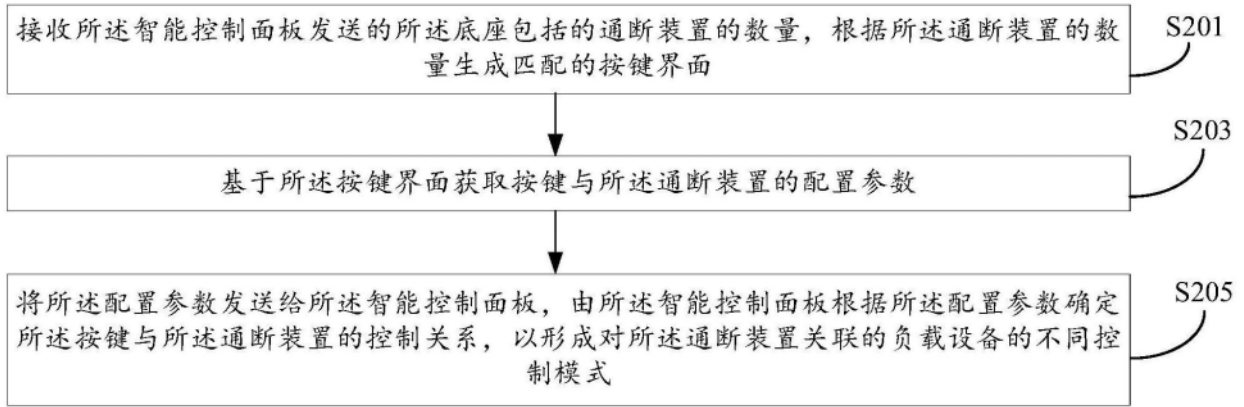 接收所述智能控制面板发送的所述底座包括的通断装置的数量，根据所述通断装置的数
量生成匹配的按键界面
S201
基于所述按键界面获取按键与所述通断装置的配置参数
S203
将所述配置参数发送给所述智能控制面板，由所述智能控制面板根据所述配置参数确定
所述按键与所述通断装置的控制关系，以形成对所述通断装置关联的负载设备的不同控
制模式
S205